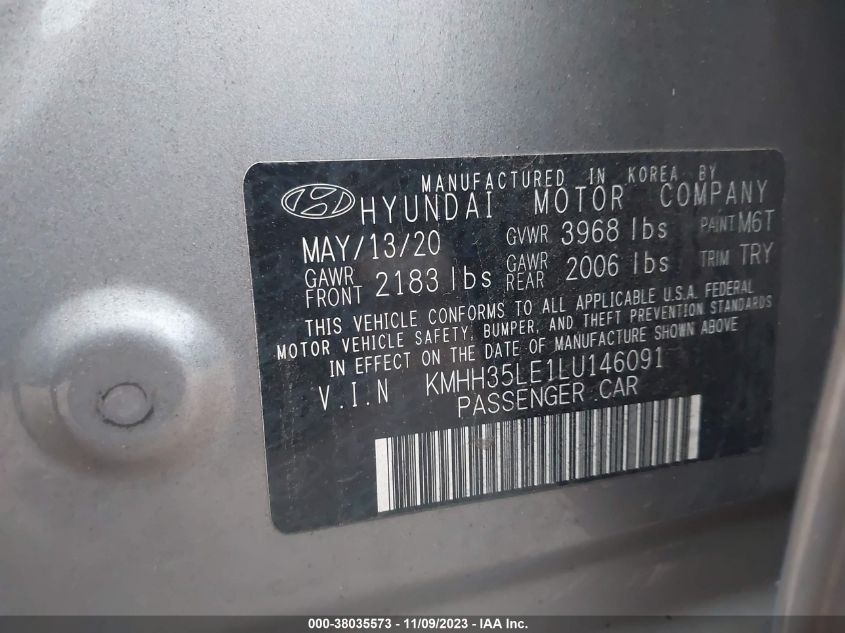 MANUFACTURED IN KOREA BY
HYUNDAI MOTOR COMPANY
MAY/13/20 GVWR 3968 lbs PAINT M6T
GAWR FRONT 2183 lbs GAWR REAR 2006 lbs TRIM TRY
THIS VEHICLE CONFORMS TO ALL APPLICABLE U.S.A. FEDERAL
MOTOR VEHICLE SAFETY, BUMPER, AND THEFT PREVENTION STANDARDS
IN EFFECT ON THE DATE OF MANUFACTURE SHOWN ABOVE
V.I.N KMHH35LE1LU146091
PASSENGER CAR
000-38035573 - 11/09/2023 - IAA Inc.